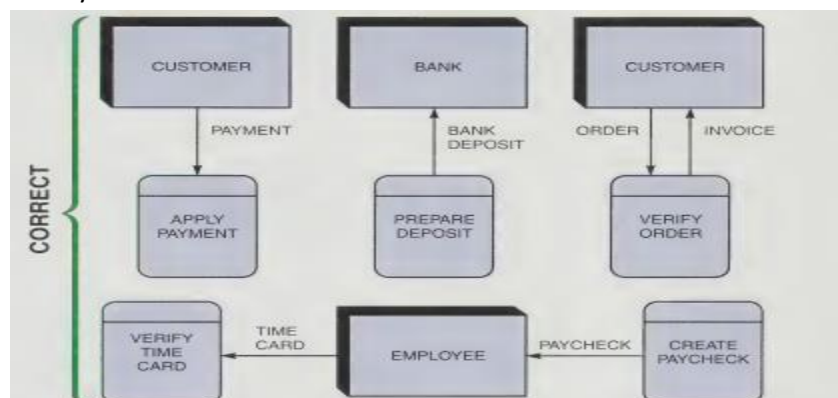 CORRECT
CUSTOMER
BANK
CUSTOMER
PAYMENT
BANK
DEPOSIT
ORDER
INVOICE
APPLY
PAYMENT
PREPARE
DEPOSIT
VERIFY
ORDER
VERIFY
TIME
CARD
TIME
CARD
EMPLOYEE
PAYCHECK
CREATE
PAYCHECK